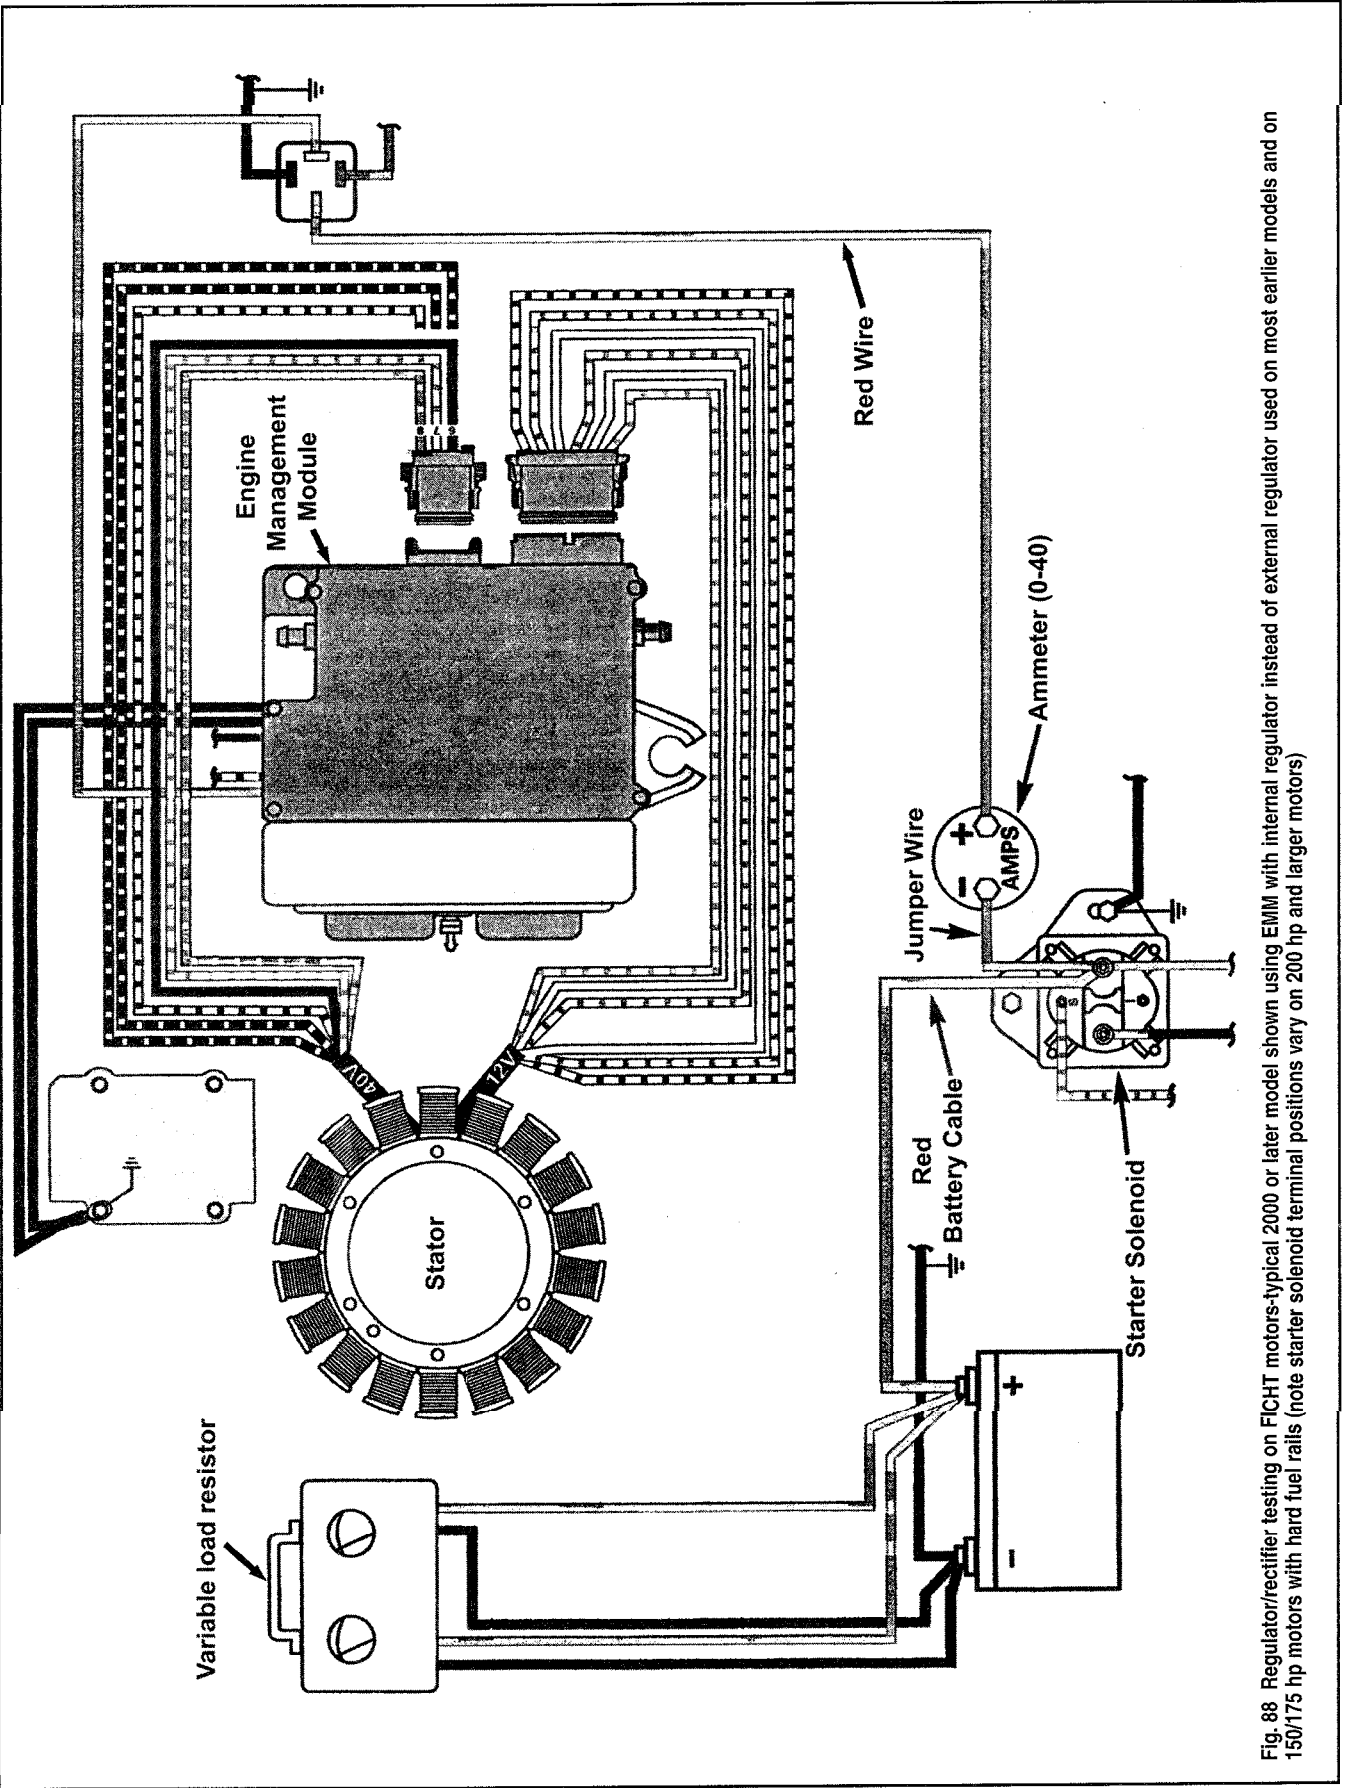 Variable load resistor
Stator
40V
12V
Engine
Management
Module
6
7
8
Red Wire
Ammeter (0-40)
Jumper Wire
+
−
AMPS
Red
Battery Cable
S
Starter Solenoid
+
−
Fig. 88 Regulator/rectifier testing on FICHT motors-typical 2000 or later model shown using EMM with internal regulator instead of external regulator used on most earlier models and on
150/175 hp motors with hard fuel rails (note starter solenoid terminal positions vary on 200 hp and larger motors)